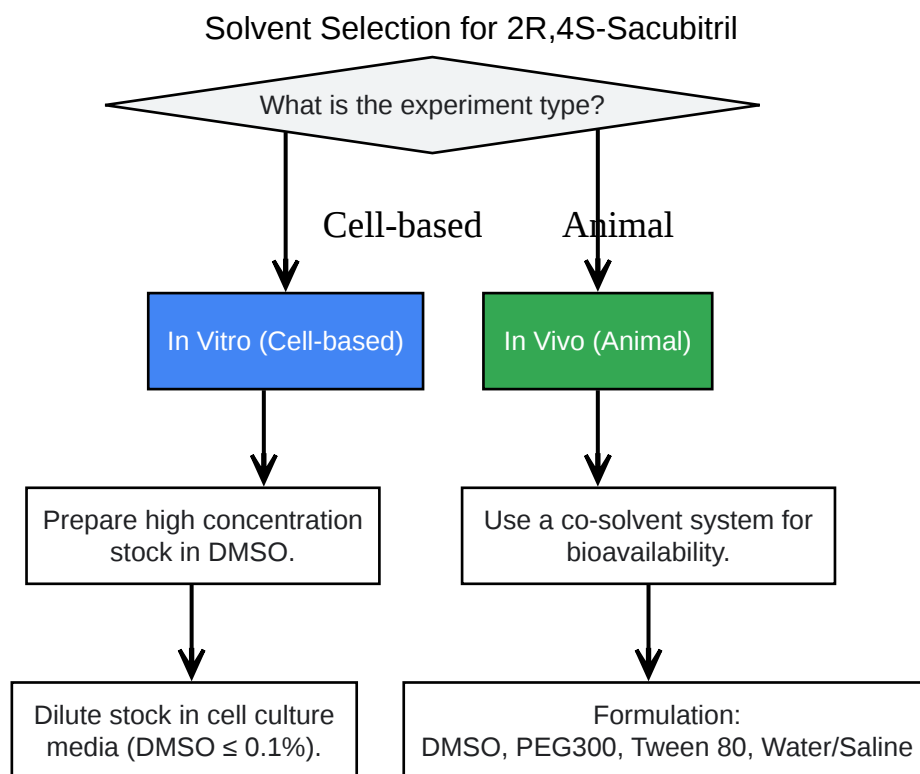 Solvent Selection for 2R,4S-Sacubitril
What is the experiment type?
Cell-based
Animal
In Vitro (Cell-based)
In Vivo (Animal)
Prepare high concentration
stock in DMSO.
Use a co-solvent system for
bioavailability.
Dilute stock in cell culture
media (DMSO ≤ 0.1%).
Formulation:
DMSO, PEG300, Tween 80, Water/Saline